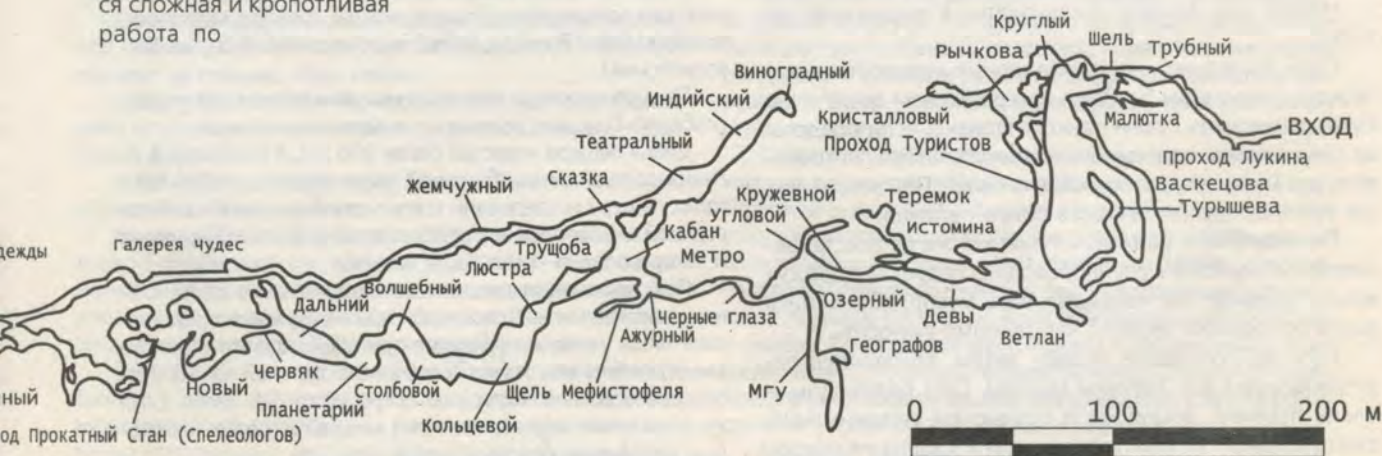 ся сложная и кропотливая
работа по
Круглый
Шель Трубный
Рычкова
Виноградный
Индийский
Кристалловый
Проход Туристов
Малютка
ВХОД
Театральный
Проход Лукина
Сказка
Жемчужный
Васкецова
Турышева
Кружевной
Угловой
Теремок
Истомина
Галерея Чудес
Трущоба
Кабан
Метро
Люстра
Волшебный
Дальний
Озерный
Девы
Черные глаза
Ажурный
Ветлан
Географов
Червяк
Новый
Планетарий
Столбовой
Щель Мефистофеля
Мгу
Кольцевой
од Прокатный Стан (Спелеологов)
0 100 200 м